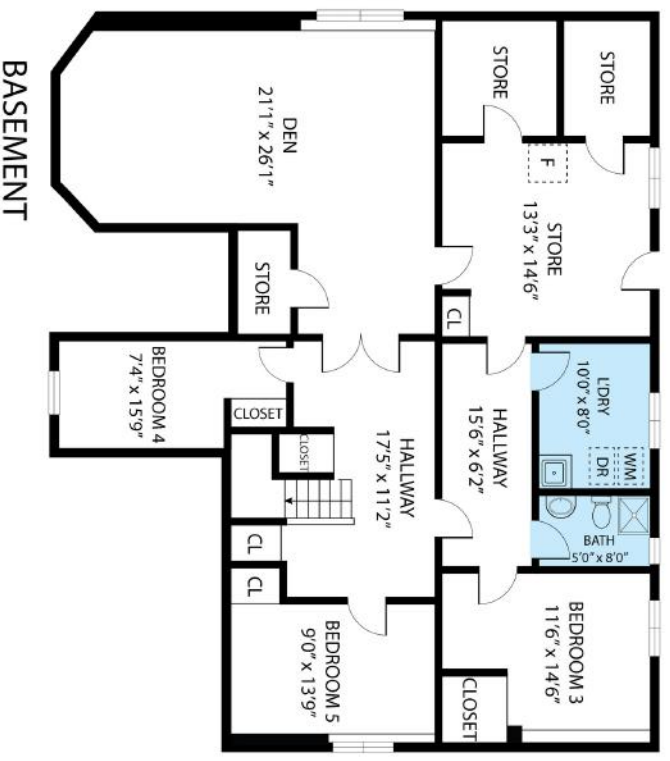 BASEMENT
STORE
STORE
F
STORE
13'3" x 14'6"
DEN
21'1" x 26'1"
STORE
CL
L'DRY
10'0" x 8'0"
WM
DR
HALLWAY
15'6" x 6'2"
BEDROOM 4
7'4" x 15'9"
CLOSET
CLOSET
HALLWAY
17'5" x 11'2"
BATH
5'0" x 8'0"
CL
CL
BEDROOM 5
9'0" x 13'9"
BEDROOM 3
11'6" x 14'6"
CLOSET